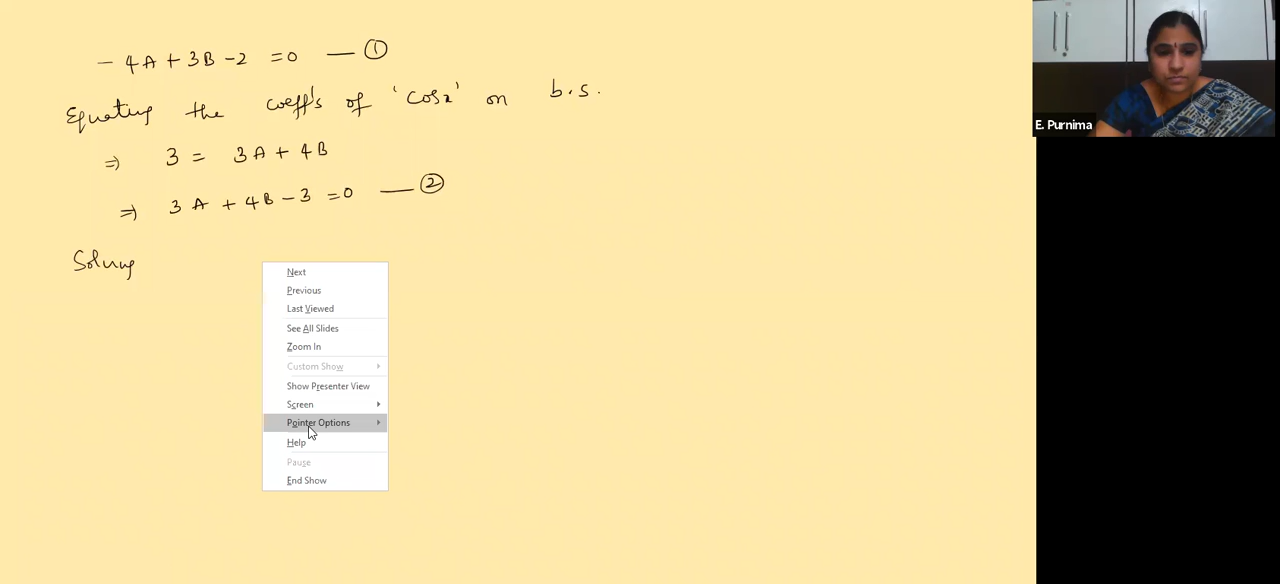 - 4A + 3B - 2 = 0 — ①
Equating the coeff's of 'cosx' on b.s.
⇒ 3 = 3A + 4B
⇒ 3A + 4B - 3 = 0 — ②
Solving
Next
Previous
Last Viewed
See All Slides
Zoom In
Custom Show
Show Presenter View
Screen
Pointer Options
Help
Pause
End Show
E. Purnima